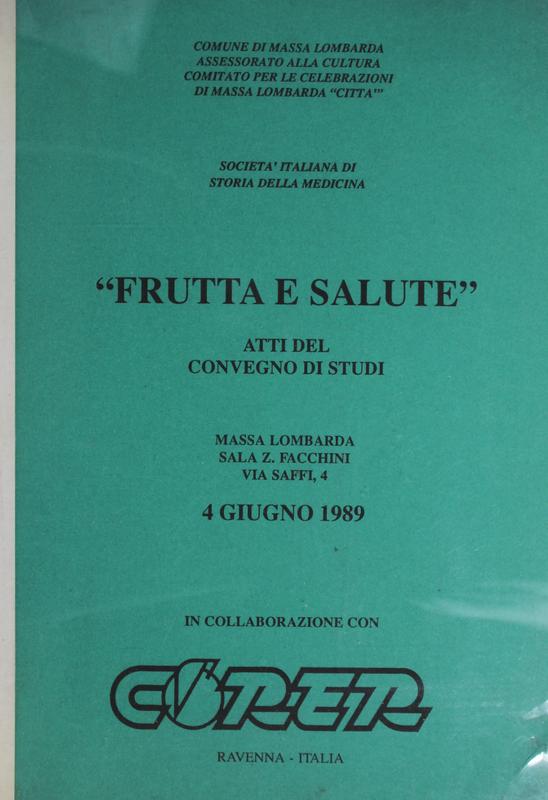 COMUNE DI MASSA LOMBARDA
ASSESSORATO ALLA CULTURA
COMITATO PER LE CELEBRAZIONI
DI MASSA LOMBARDA "CITTA'"
SOCIETA' ITALIANA DI
STORIA DELLA MEDICINA
“FRUTTA E SALUTE”
ATTI DEL
CONVEGNO DI STUDI
MASSA LOMBARDA
SALA Z. FACCHINI
VIA SAFFI, 4
4 GIUGNO 1989
IN COLLABORAZIONE CON
CORER
RAVENNA - ITALIA